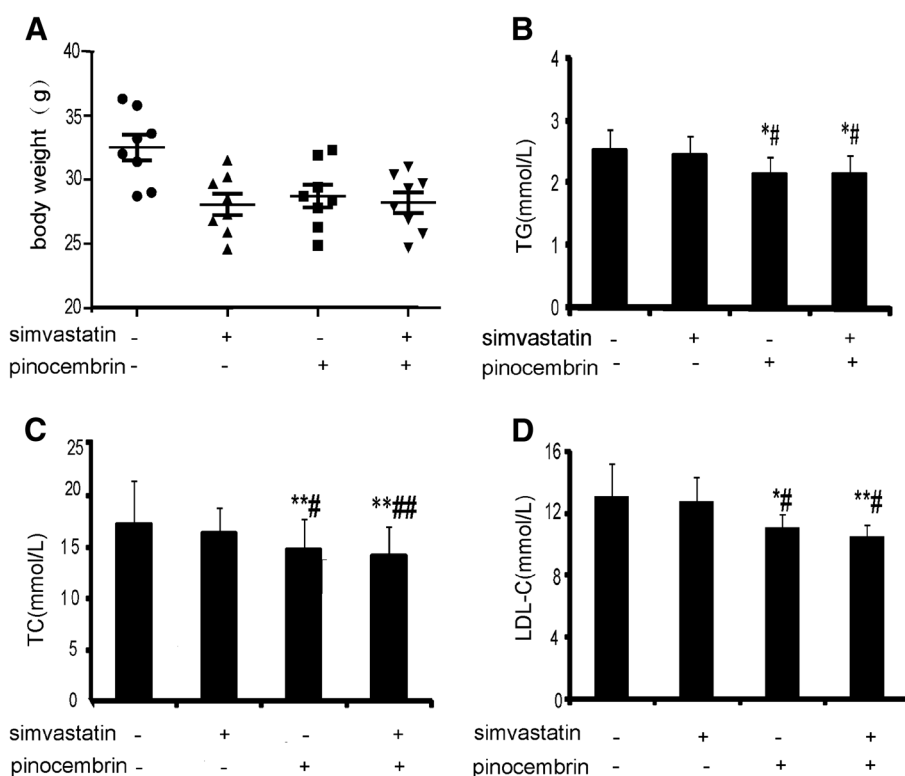 A
body weight（g）
40
35
30
25
20
simvastatin - + - +
pinocembrin - - + +
B
TG(mmol/L)
4
3
2
1
0
*# *#
simvastatin - + - +
pinocembrin - - + +
C
TC(mmol/L)
25
20
15
10
5
0
**# **##
simvastatin - + - +
pinocembrin - - + +
D
LDL-C(mmol/L)
16
12
8
4
0
*# **#
simvastatin - + - +
pinocembrin - - + +